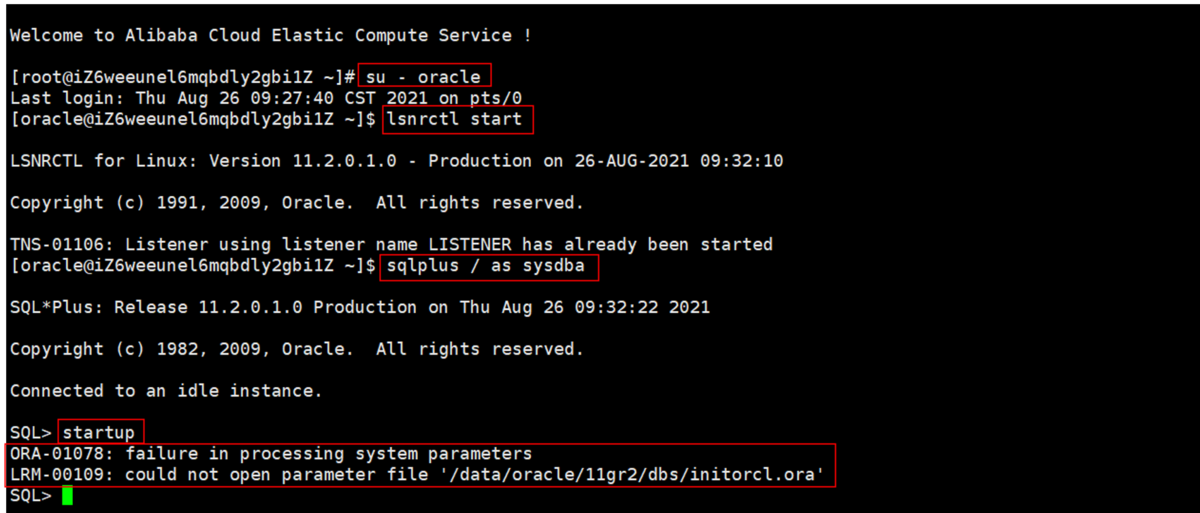 Welcome to Alibaba Cloud Elastic Compute Service !
[root@iZ6weeunel6mqbdly2gbi1Z ~]# su - oracle
Last login: Thu Aug 26 09:27:40 CST 2021 on pts/0
[oracle@iZ6weeunel6mqbdly2gbi1Z ~]$ lsnrctl start
LSNRCTL for Linux: Version 11.2.0.1.0 - Production on 26-AUG-2021 09:32:10
Copyright (c) 1991, 2009, Oracle.  All rights reserved.
TNS-01106: Listener using listener name LISTENER has already been started
[oracle@iZ6weeunel6mqbdly2gbi1Z ~]$ sqlplus / as sysdba
SQL*Plus: Release 11.2.0.1.0 Production on Thu Aug 26 09:32:22 2021
Copyright (c) 1982, 2009, Oracle.  All rights reserved.
Connected to an idle instance.
SQL> startup
ORA-01078: failure in processing system parameters
LRM-00109: could not open parameter file '/data/oracle/11gr2/dbs/initorcl.ora'
SQL>